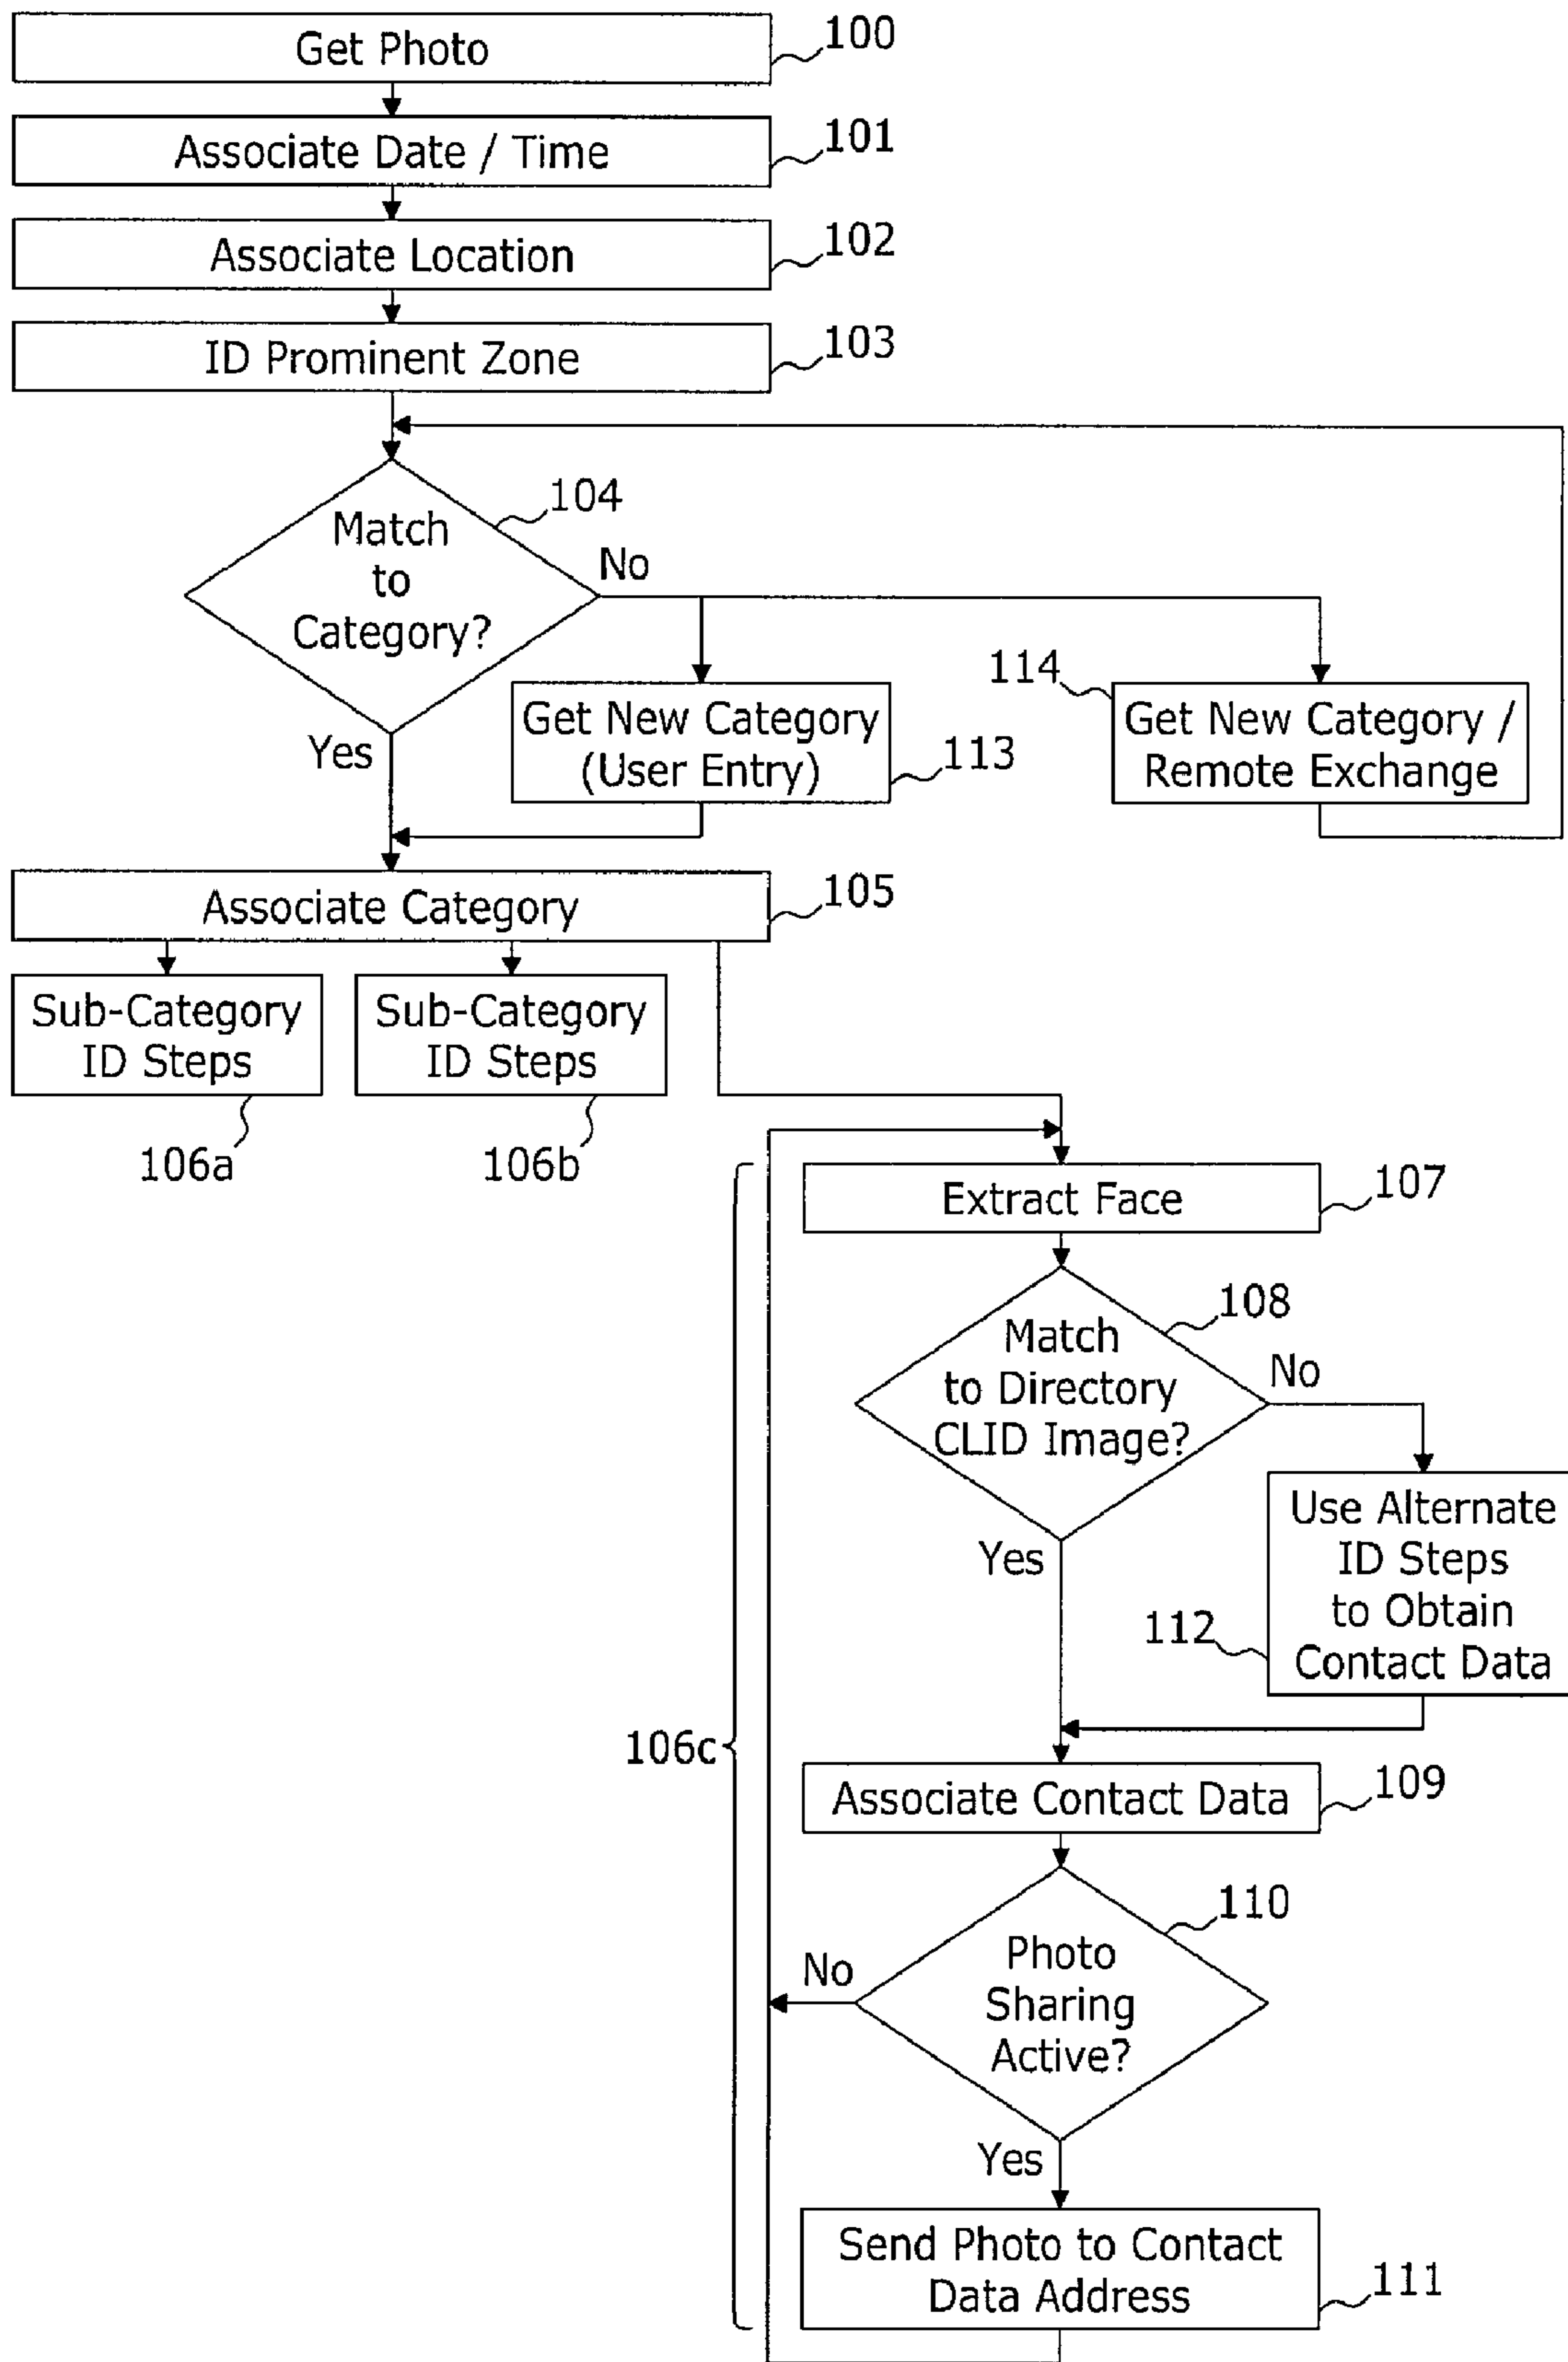 Get Photo
100
Associate Date / Time
101
Associate Location
102
ID Prominent Zone
103
104
Match
to
Category?
No
Yes
Get New Category
(User Entry)
113
114
Get New Category /
Remote Exchange
Associate Category
105
Sub-Category
ID Steps
106a
Sub-Category
ID Steps
106b
106c
Extract Face
107
108
Match
to Directory
CLID Image?
No
Yes
Use Alternate
ID Steps
to Obtain
Contact Data
112
Associate Contact Data
109
110
Photo
Sharing
Active?
No
Yes
Send Photo to Contact
Data Address
111